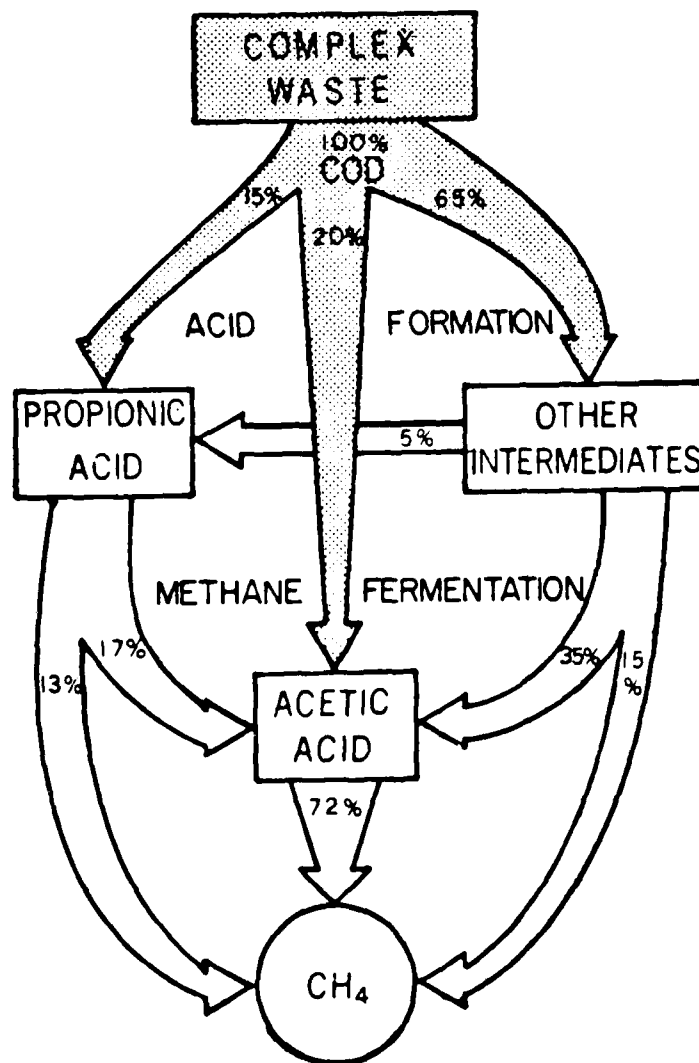 COMPLEX
WASTE
100%
COD
15%
65%
20%
ACID
FORMATION
PROPIONIC
ACID
5%
OTHER
INTERMEDIATES
METHANE
FERMENTATION
17%
13%
35%
15
%
ACETIC
ACID
72%
CH₄